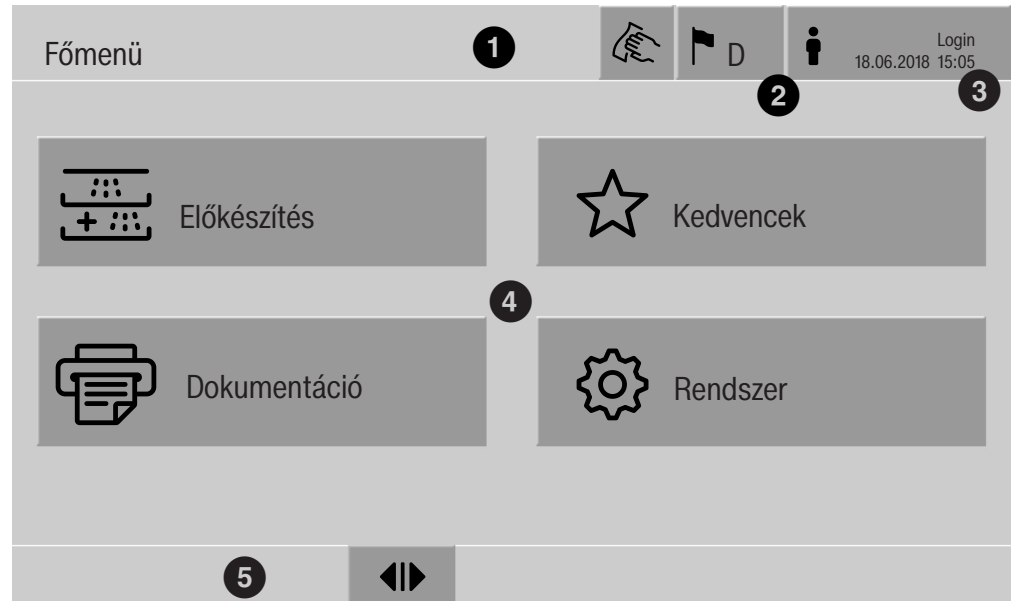 Főmenü
1
D
Login
18.06.2018 15:05
2
3
Előkészítés
Kedvencek
4
Dokumentáció
Rendszer
5